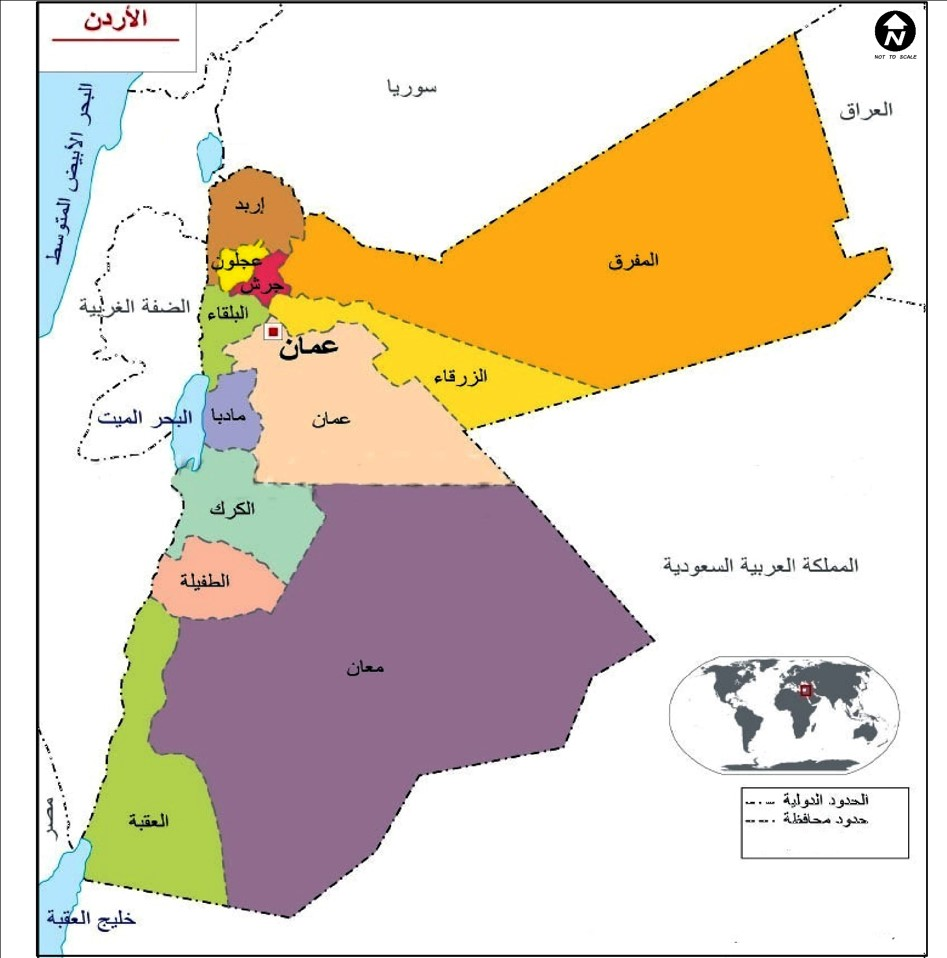 الأردن
N
NOT TO SCALE
سوريا
العراق
البحر الأبيض المتوسط
إربد
عجلون
جرش
المفرق
الضفة الغربية
البلقاء
عمان
الزرقاء
البحر الميت
مادبا
عمان
الكرك
المملكة العربية السعودية
الطفيلة
معان
الحدود الدولية
حدود محافظة
مصر
العقبة
خليج العقبة